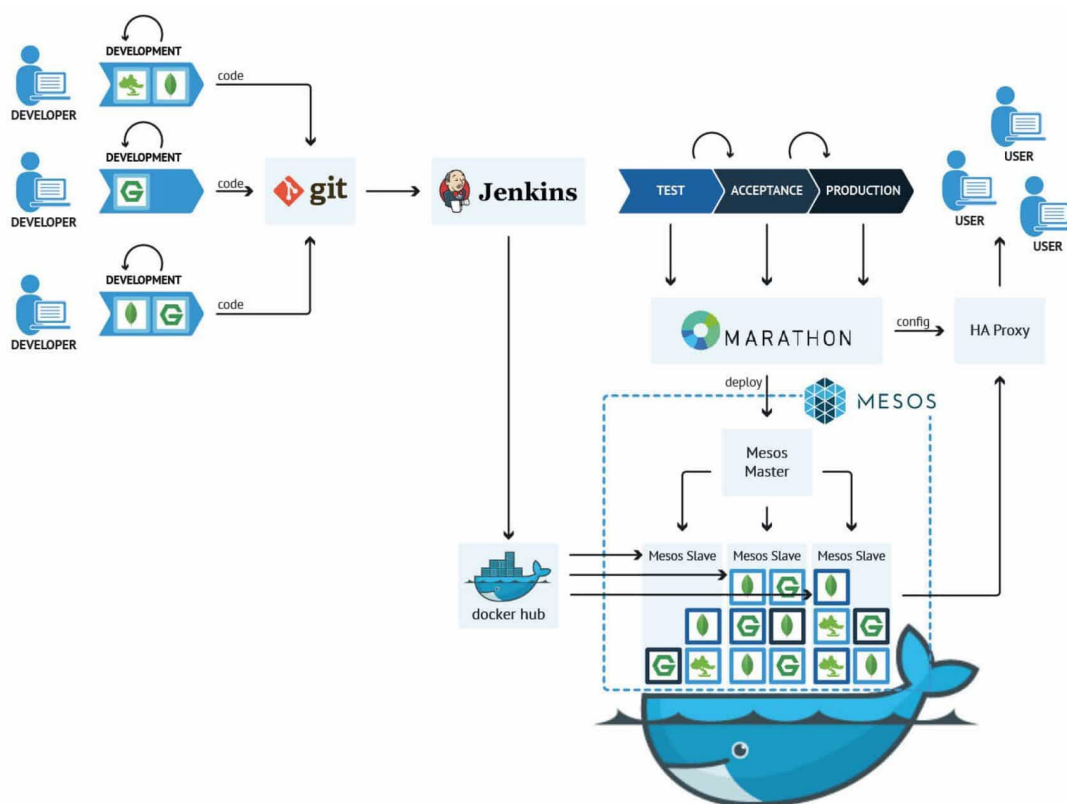 DEVELOPMENT
code
DEVELOPER
DEVELOPMENT
code
DEVELOPER
DEVELOPMENT
code
DEVELOPER
git
Jenkins
TEST
ACCEPTANCE
PRODUCTION
USER
USER
USER
MARATHON
config
HA Proxy
deploy
MESOS
Mesos
Master
Mesos Slave
Mesos Slave
Mesos Slave
docker hub